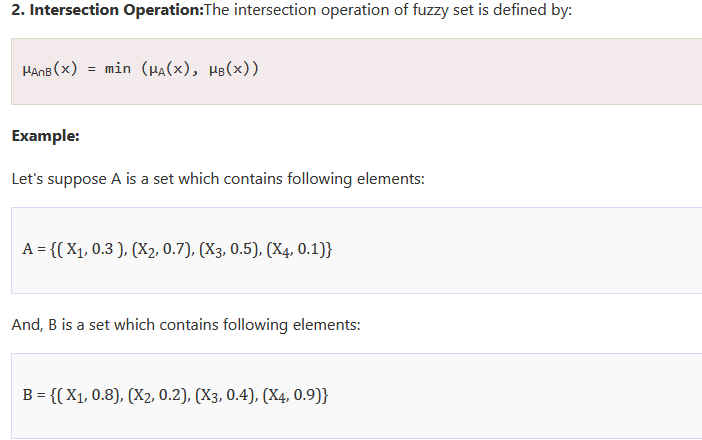 2. Intersection Operation:The intersection operation of fuzzy set is defined by:
μA∩B(x) = min (μA(x), μB(x))
Example:
Let's suppose A is a set which contains following elements:
A = {( X₁, 0.3 ), (X₂, 0.7), (X₃, 0.5), (X₄, 0.1)}
And, B is a set which contains following elements:
B = {( X₁, 0.8), (X₂, 0.2), (X₃, 0.4), (X₄, 0.9)}